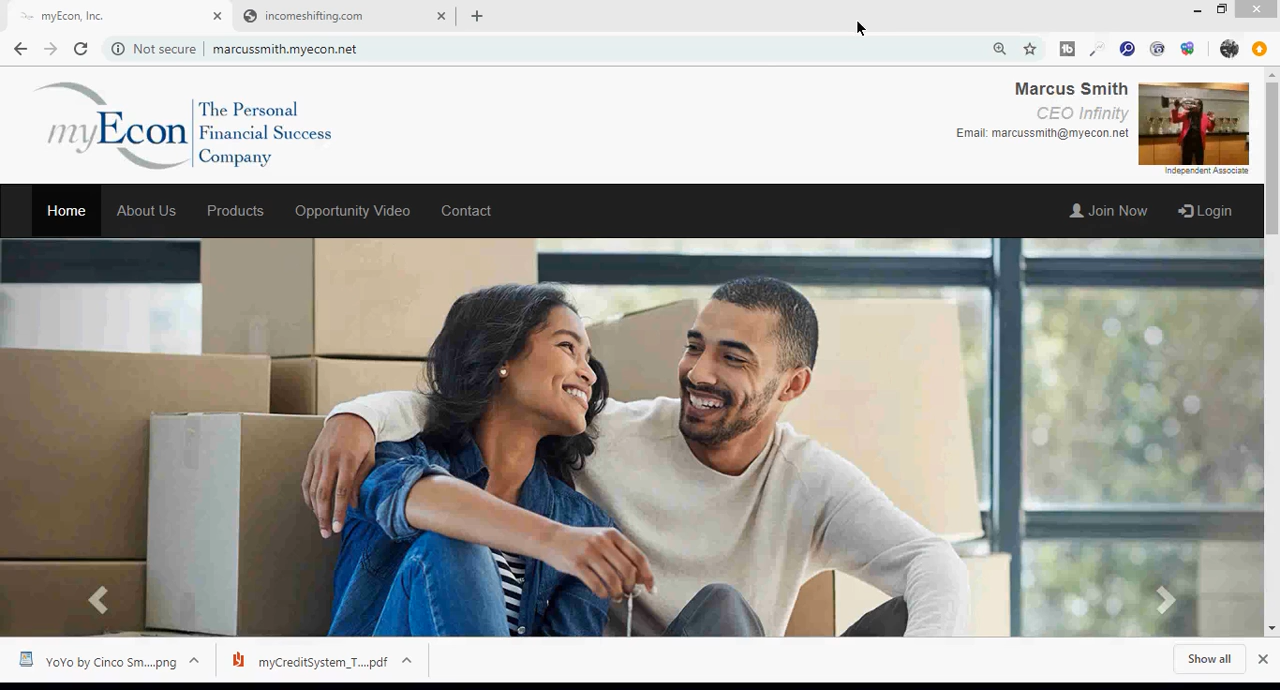 myEcon, Inc.
incomeshifting.com
Not secure
marcussmith.myecon.net
myEcon
The Personal
Financial Success
Company
Marcus Smith
CEO Infinity
Email: marcussmith@myecon.net
Independent Associate
Home
About Us
Products
Opportunity Video
Contact
Join Now
Login
YoYo by Cinco Sm....png
myCreditSystem_T....pdf
Show all